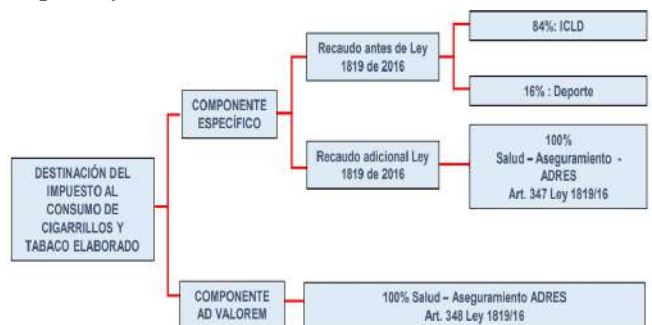 84%: ICLD
Recaudo antes de Ley
1819 de 2016
16% : Deporte
COMPONENTE
ESPECÍFICO
Recaudo adicional Ley
1819 de 2016
100%
Salud – Aseguramiento -
ADRES
Art. 347 Ley 1819/16
DESTINACIÓN DEL
IMPUESTO AL
CONSUMO DE
CIGARRILLOS Y
TABACO ELABORADO
COMPONENTE
AD VALOREM
100% Salud – Aseguramiento ADRES
Art. 348 Ley 1819/16